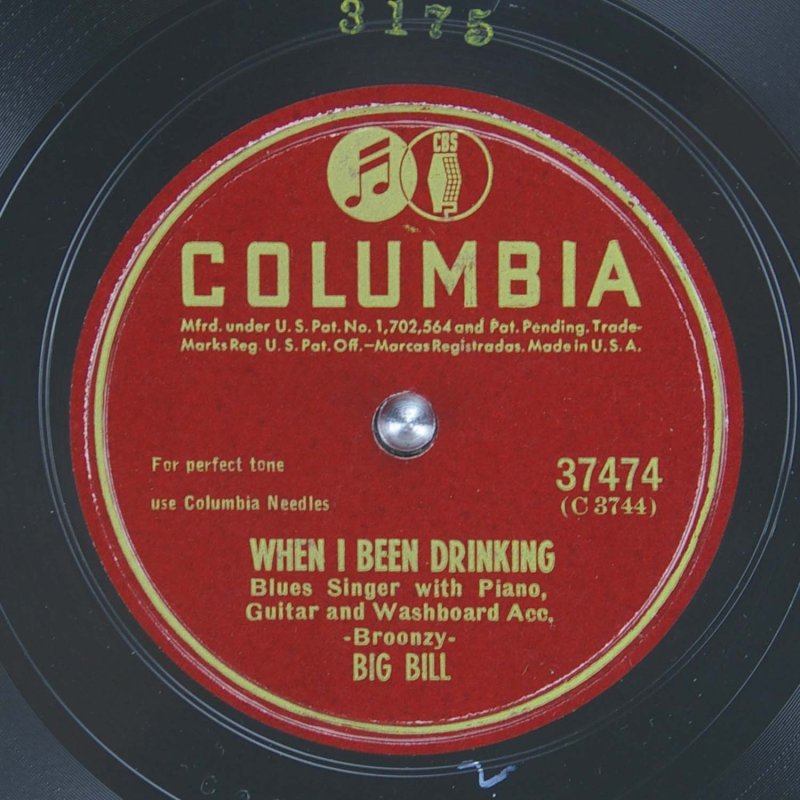 3175
CBS
COLUMBIA
Mfrd. under U. S. Pat. No. 1,702,564 and Pat. Pending. Trade-
Marks Reg. U. S. Pat. Off.—Marcas Registradas. Made in U. S. A.
For perfect tone
use Columbia Needles
37474
(C 3744)
WHEN I BEEN DRINKING
Blues Singer with Piano,
Guitar and Washboard Acc.
-Broonzy-
BIG BILL